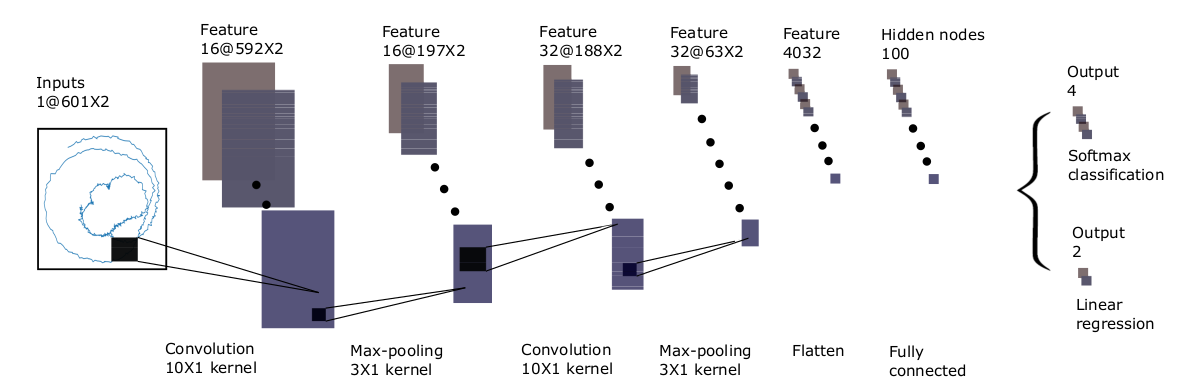 Inputs
1@601X2
Feature
16@592X2
Feature
16@197X2
Feature
32@188X2
Feature
32@63X2
Feature
4032
Hidden nodes
100
Output
4
Softmax
classification
Output
2
Linear
regression
Convolution
10X1 kernel
Max-pooling
3X1 kernel
Convolution
10X1 kernel
Max-pooling
3X1 kernel
Flatten
Fully
connected